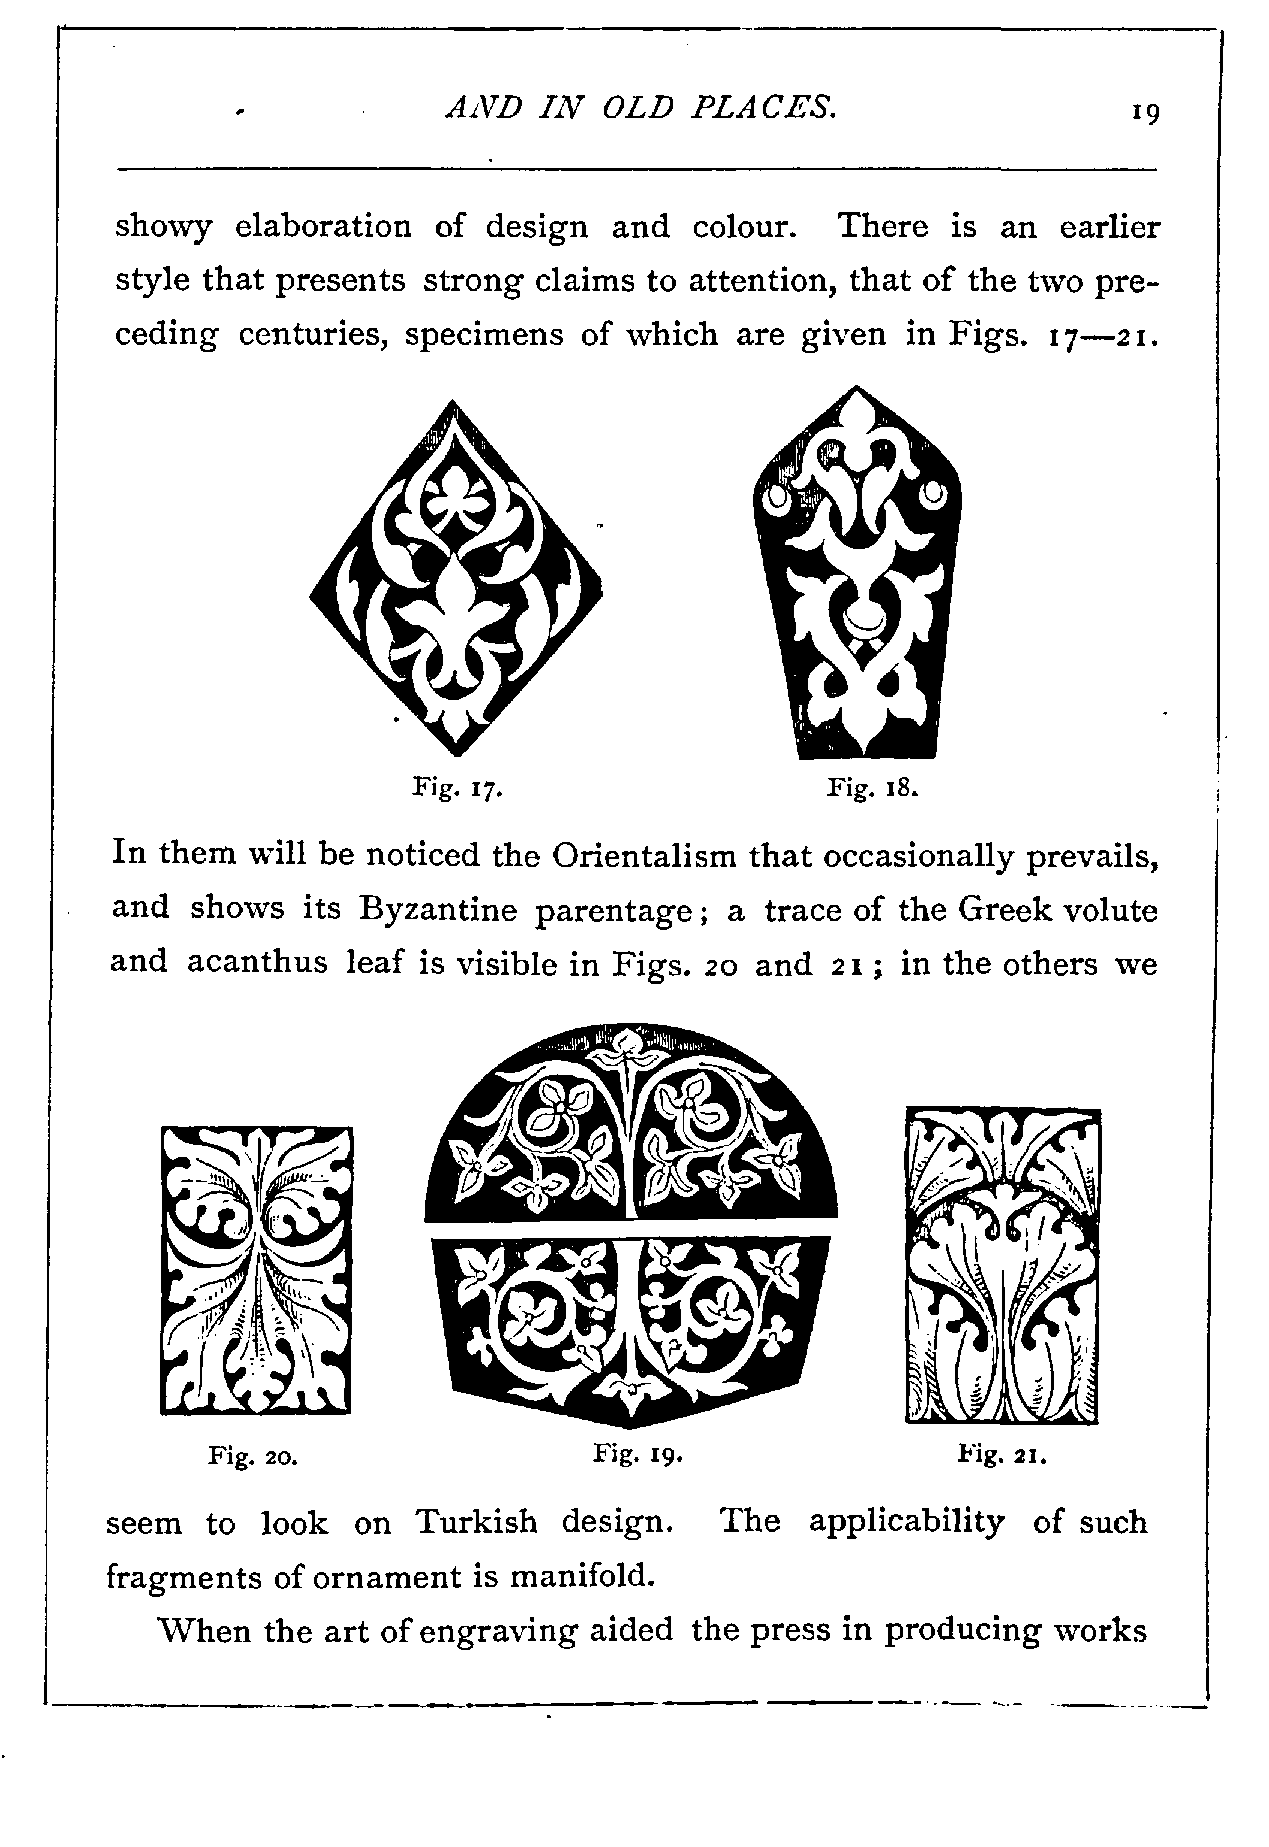 AND IN OLD PLACES. 19
showy elaboration of design and colour. There is an earlier
style that presents strong claims to attention, that of the two pre-
ceding centuries, specimens of which are given in Figs. 17—21.
Fig. 17. Fig. 18.
In them will be noticed the Orientalism that occasionally prevails,
and shows its Byzantine parentage; a trace of the Greek volute
and acanthus leaf is visible in Figs. 20 and 21; in the others we
Fig. 20. Fig. 19. Fig. 21.
seem to look on Turkish design. The applicability of such
fragments of ornament is manifold.
When the art of engraving aided the press in producing works